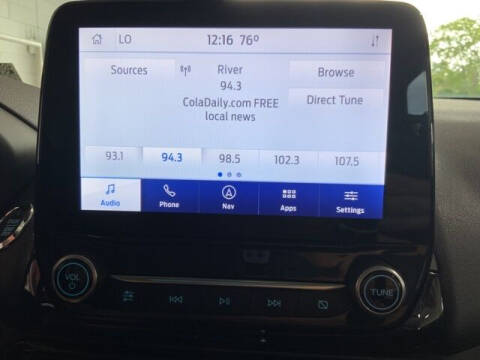 LO 12:16 76°
Sources River Browse
94.3
Direct Tune
ColaDaily.com FREE
local news
93.1 94.3 98.5 102.3 107.5
Audio Phone Nav Apps Settings
VOL TUNE